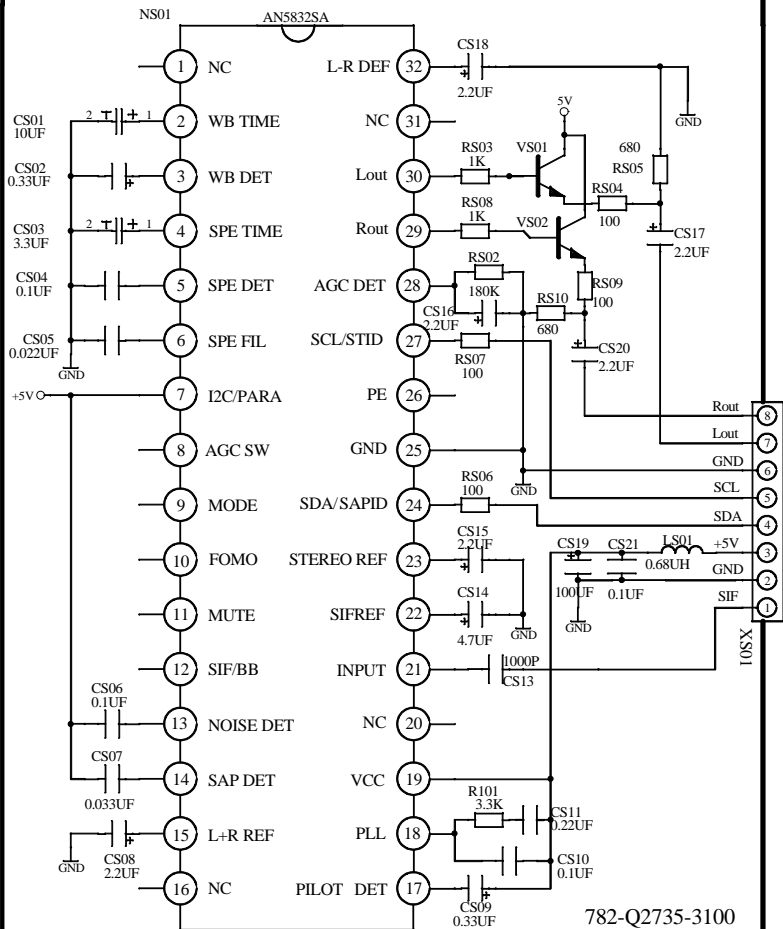 NS01
AN5832SA
1 NC
2 WB TIME
3 WB DET
4 SPE TIME
5 SPE DET
6 SPE FIL
7 I2C/PARA
8 AGC SW
9 MODE
10 FOMO
11 MUTE
12 SIF/BB
13 NOISE DET
14 SAP DET
15 L+R REF
16 NC
L-R DEF 32
NC 31
Lout 30
Rout 29
AGC DET 28
SCL/STID 27
PE 26
GND 25
SDA/SAPID 24
STEREO REF 23
SIFREF 22
INPUT 21
NC 20
VCC 19
PLL 18
PILOT DET 17
CS01
10UF
2 + 1
CS02
0.33UF
+
CS03
3.3UF
2 + 1
CS04
0.1UF
CS05
0.022UF
GND
+5V
CS06
0.1UF
CS07
0.033UF
CS08
2.2UF
+
GND
CS18
+
2.2UF
GND
5V
RS03
1K
VS01
680
RS05
RS04
100
RS08
1K
VS02
CS17
+
2.2UF
RS02
180K
CS16
2.2UF
+
RS09
100
RS10
680
RS07
100
CS20
+
2.2UF
RS06
100
GND
CS15
2.2UF
+
CS14
+
4.7UF
GND
CS19
+
100UF
CS21
0.1UF
LS01
0.68UH
GND
1000P
CS13
R101
3.3K
CS11
0.22UF
CS10
0.1UF
CS09
+
0.33UF
Rout 8
Lout 7
GND 6
SCL 5
SDA 4
+5V 3
GND 2
SIF 1
XS01
782-Q2735-3100